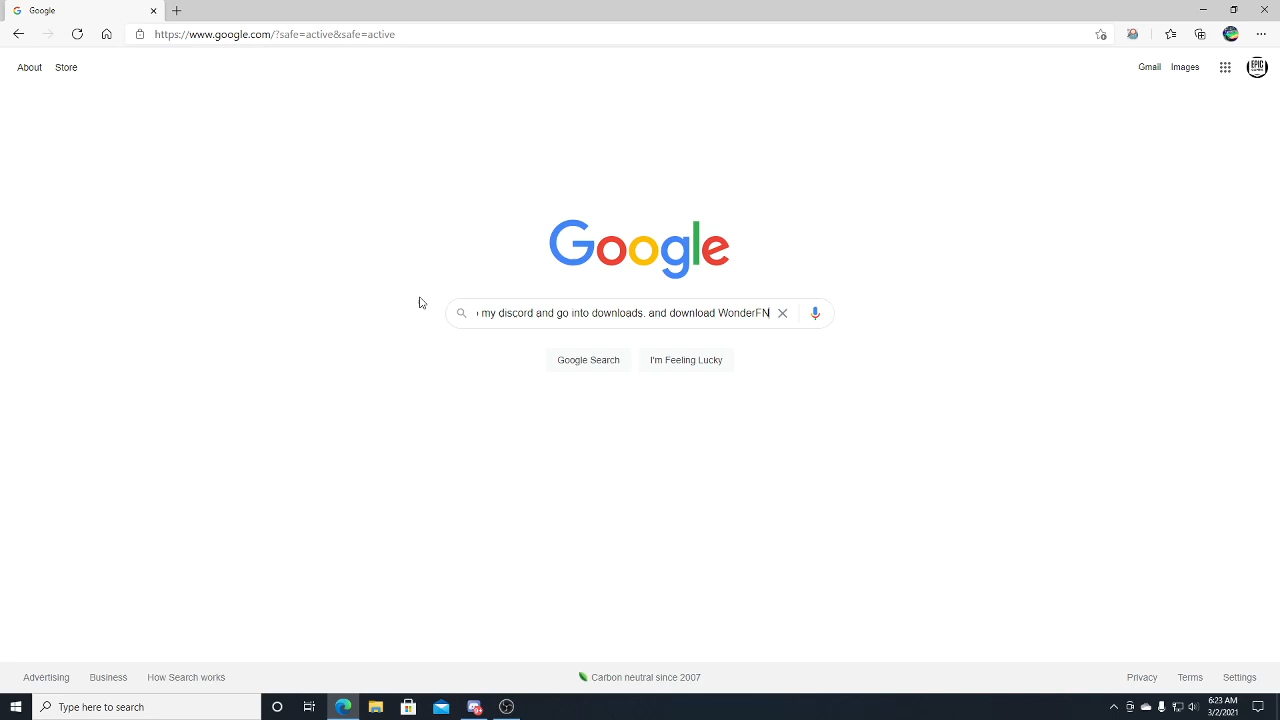 Google
https://www.google.com/?safe=active&safe=active
About Store
Gmail Images
EPIC
Google
my discord and go into downloads. and download WonderFN
Google Search I'm Feeling Lucky
Advertising Business How Search works
Carbon neutral since 2007
Privacy Terms Settings
Type here to search
6:23 AM
3/2/2021